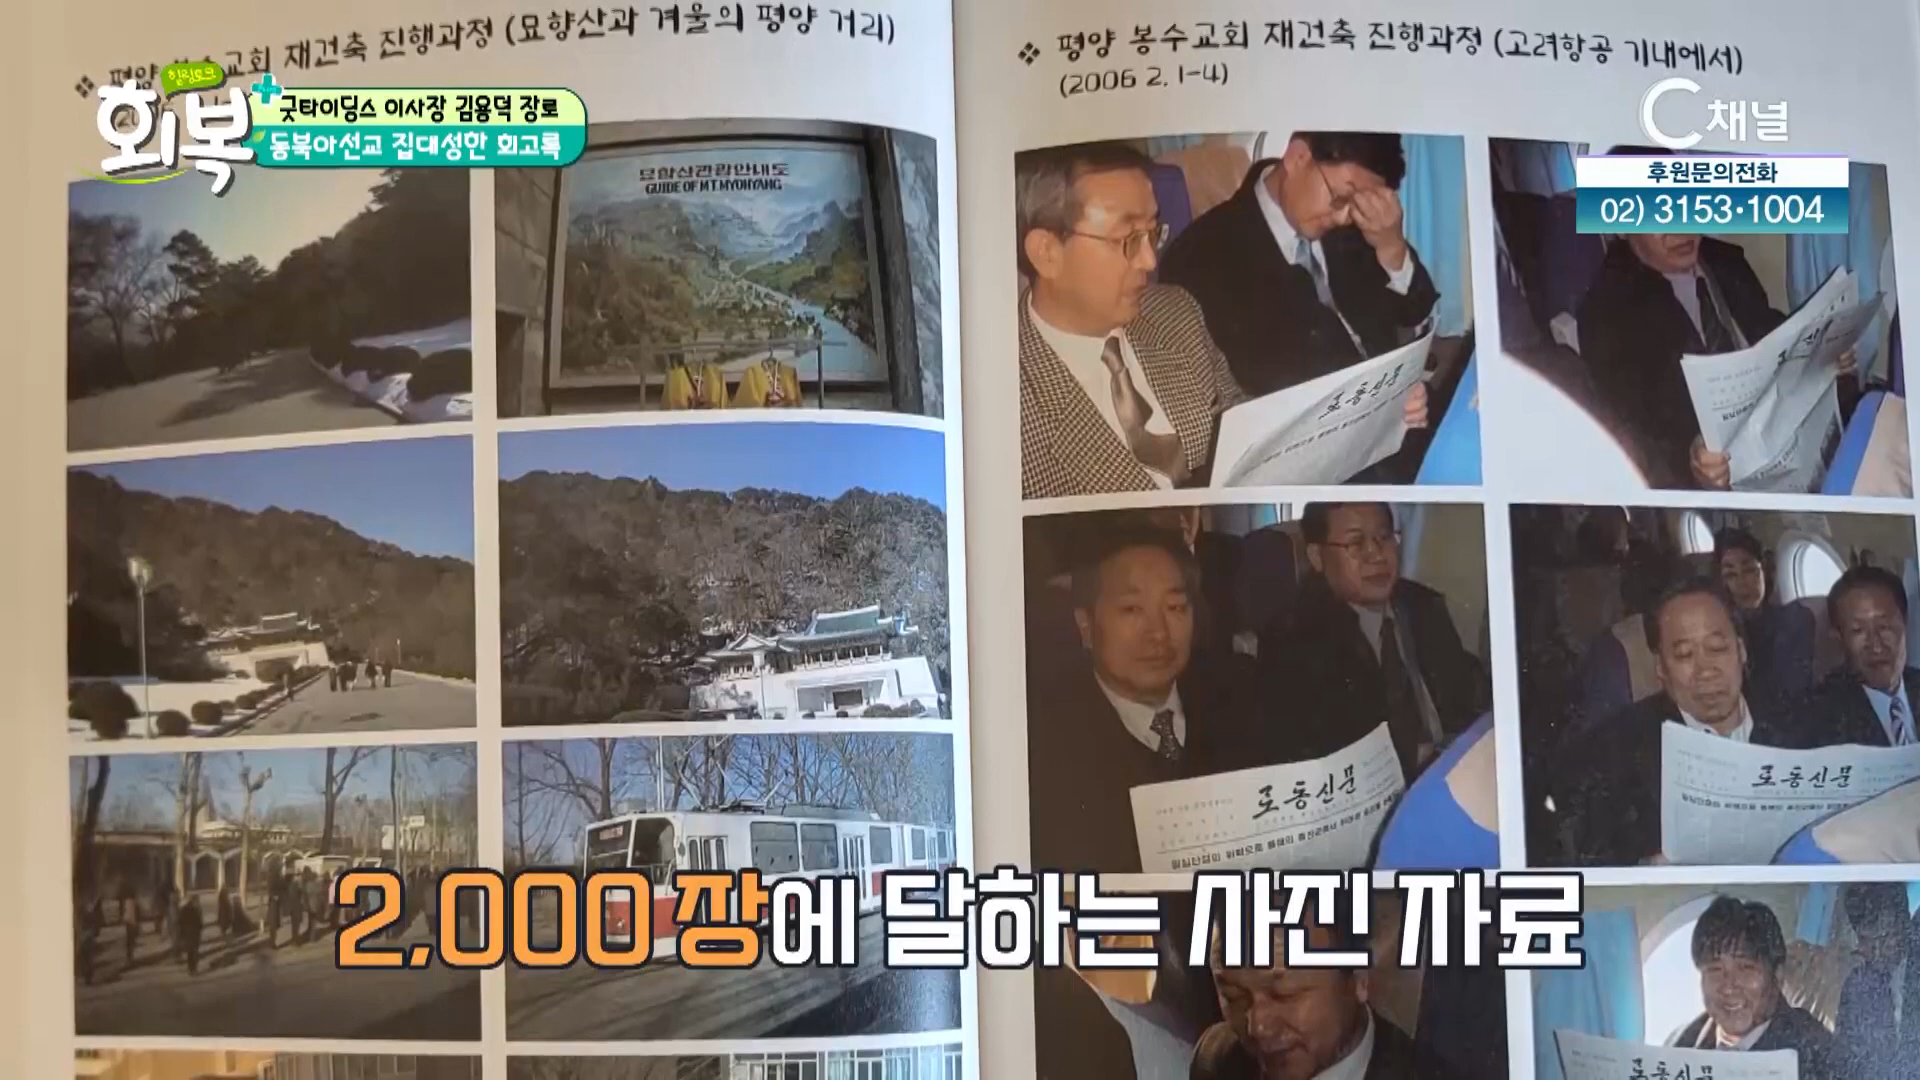 평양 봉수교회 재건축 진행과정 (묘향산과 겨울의 평양 거리)
힐링토크
회복
굿타이딩스 이사장 김용덕 장로
동북아선교 집대성한 회고록
묘향산관광안내도
GUIDE OF MT.MYOHYANG
평양 봉수교회 재건축 진행과정 (고려항공 기내에서)
(2006 2. 1-4)
C채널
후원문의전화
02) 3153·1004
로동신문
로동신문
로동신문
로동신문
2,000 장에 달하는 사진 자료